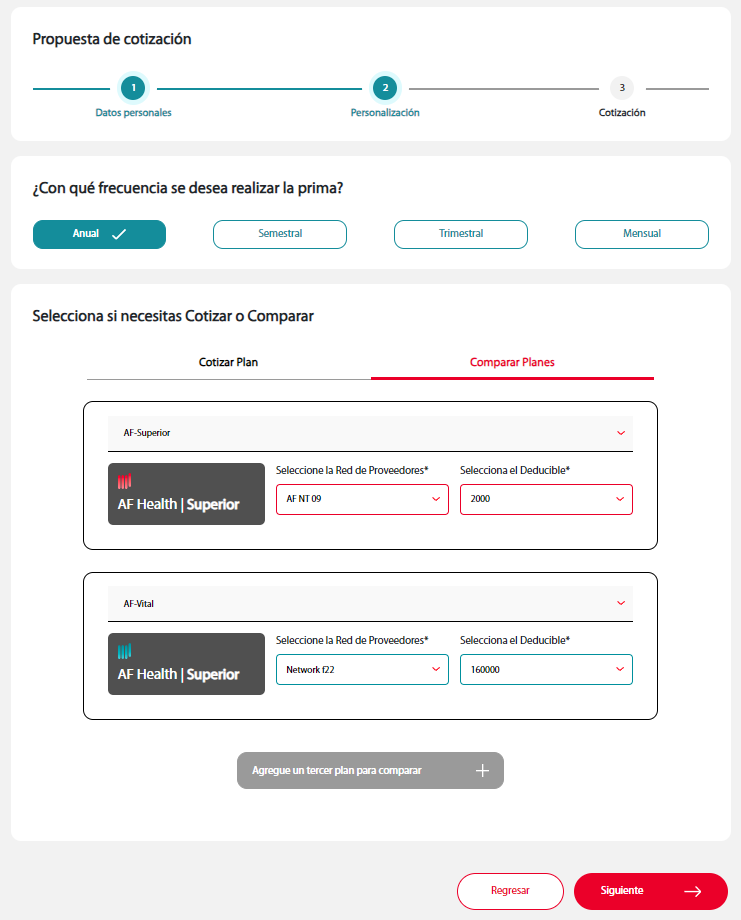 Propuesta de cotización
1
2
3
Datos personales
Personalización
Cotización
¿Con qué frecuencia se desea realizar la prima?
Anual
Semestral
Trimestral
Mensual
Selecciona si necesitas Cotizar o Comparar
Cotizar Plan
Comparar Planes
AF-Superior
AF Health | Superior
Seleccione la Red de Proveedores*
Selecciona el Deducible*
AF NT 09
2000
AF-Vital
AF Health | Superior
Seleccione la Red de Proveedores*
Selecciona el Deducible*
Network f22
160000
Agregue un tercer plan para comparar
Regresar
Siguiente